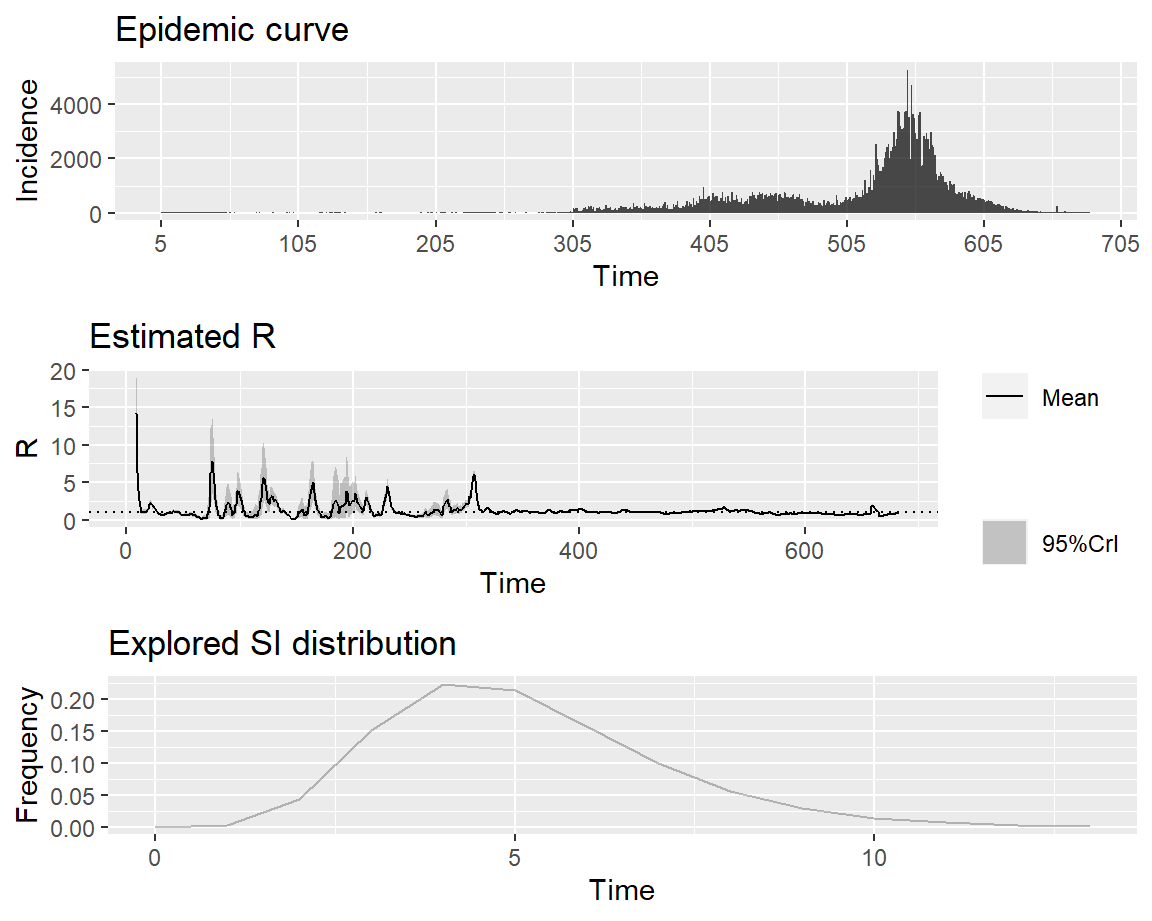 Epidemic curve
Incidence
4000
2000
0
5 105 205 305 405 505 605 705
Time
Estimated R
R
20
15
10
5
0
0 200 400 600
Time
Mean
95%CrI
Explored SI distribution
Frequency
0.20
0.15
0.10
0.05
0.00
0 5 10
Time